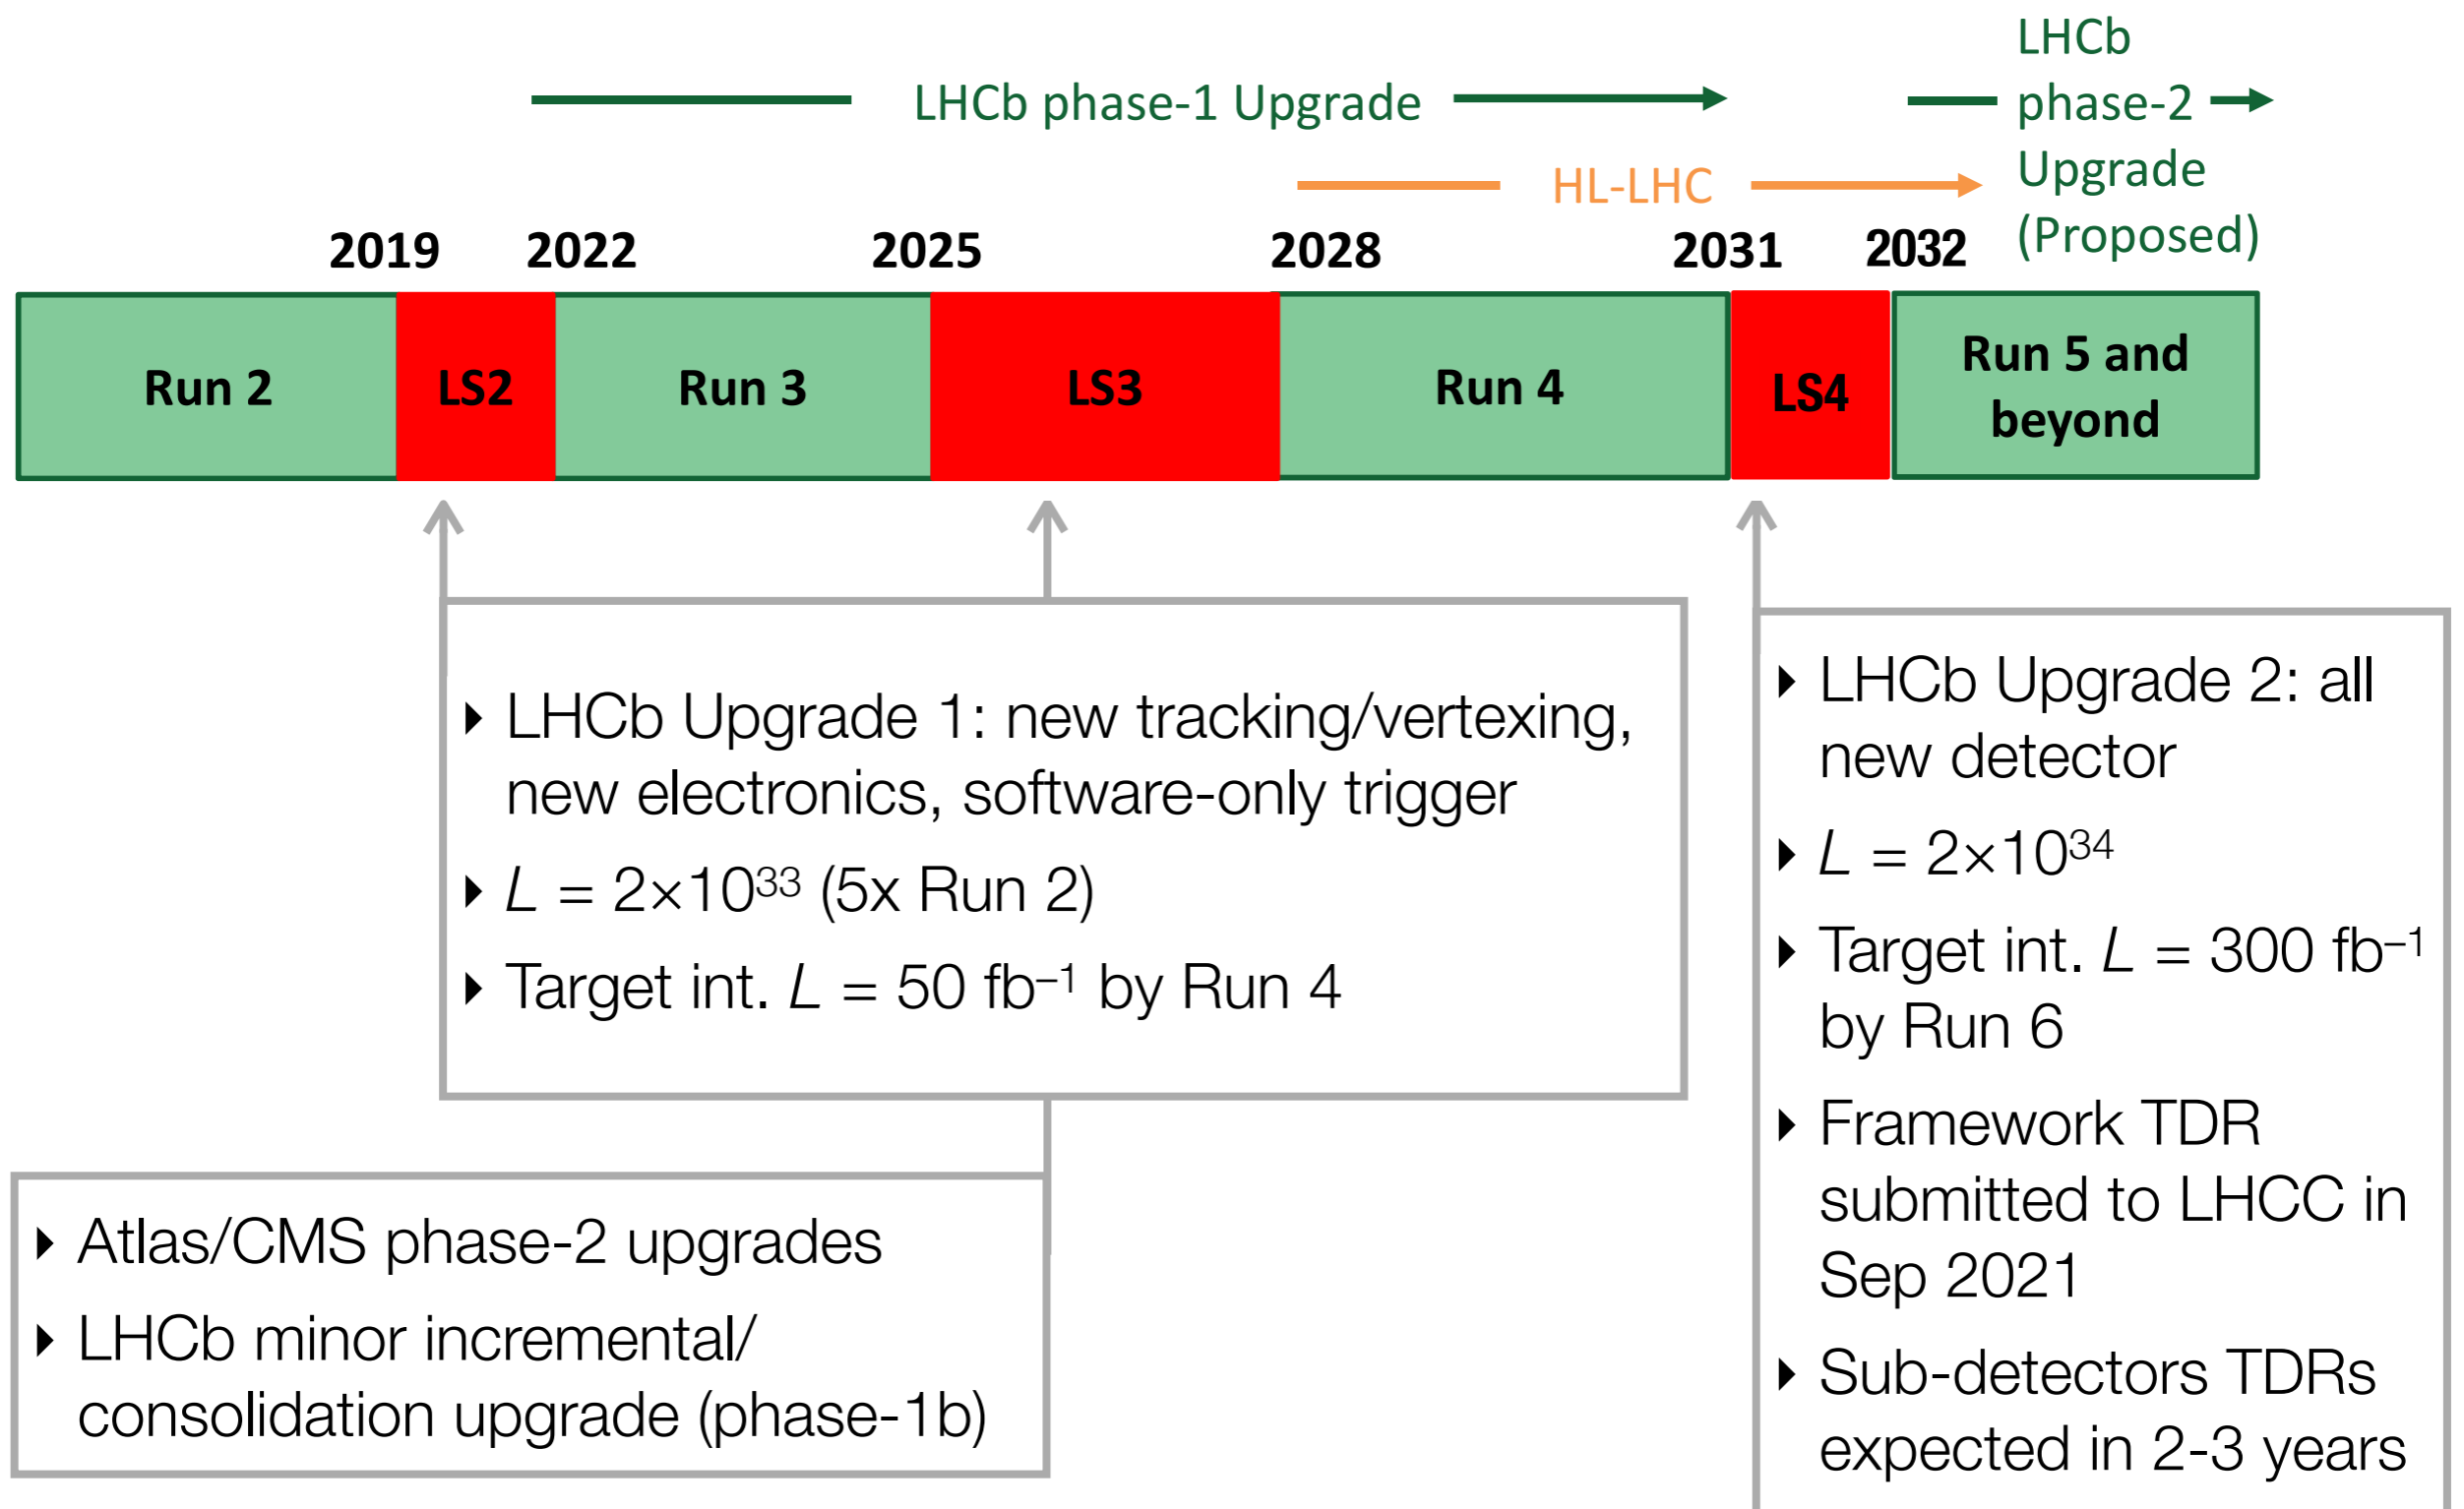 LHCb
phase-2
Upgrade
(Proposed)
LHCb phase-1 Upgrade
HL-LHC
2019 2022 2025 2028 2031 2032
Run 2 LS2 Run 3 LS3 Run 4 LS4 Run 5 and
beyond
LHCb Upgrade 1: new tracking/vertexing,
new electronics, software-only trigger
L = 2×10³³ (5x Run 2)
Target int. L = 50 fb⁻¹ by Run 4
Atlas/CMS phase-2 upgrades
LHCb minor incremental/
consolidation upgrade (phase-1b)
LHCb Upgrade 2: all
new detector
L = 2×10³⁴
Target int. L = 300 fb⁻¹
by Run 6
Framework TDR
submitted to LHCC in
Sep 2021
Sub-detectors TDRs
expected in 2-3 years